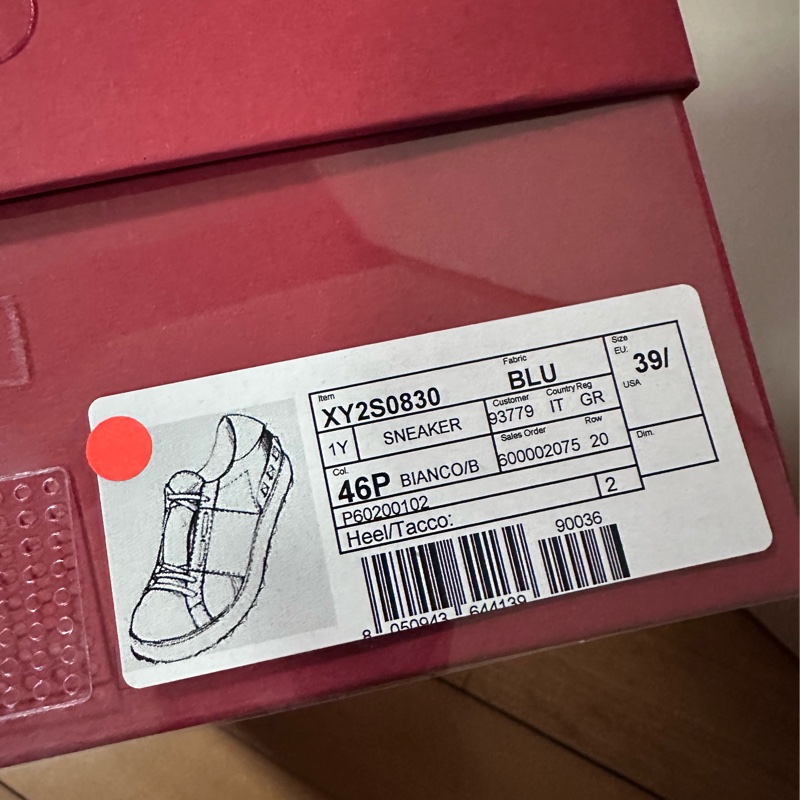 Item
XY2S0830
Fabric
BLU
Size
EU: 39/
USA
1Y SNEAKER
Customer Country Reg
93779 IT GR
Col.
46P BIANCO/B
Sales Order Row
600002075 20
Dim.
P60200102 2
Heel/Tacco:
90036
8 050943 644139